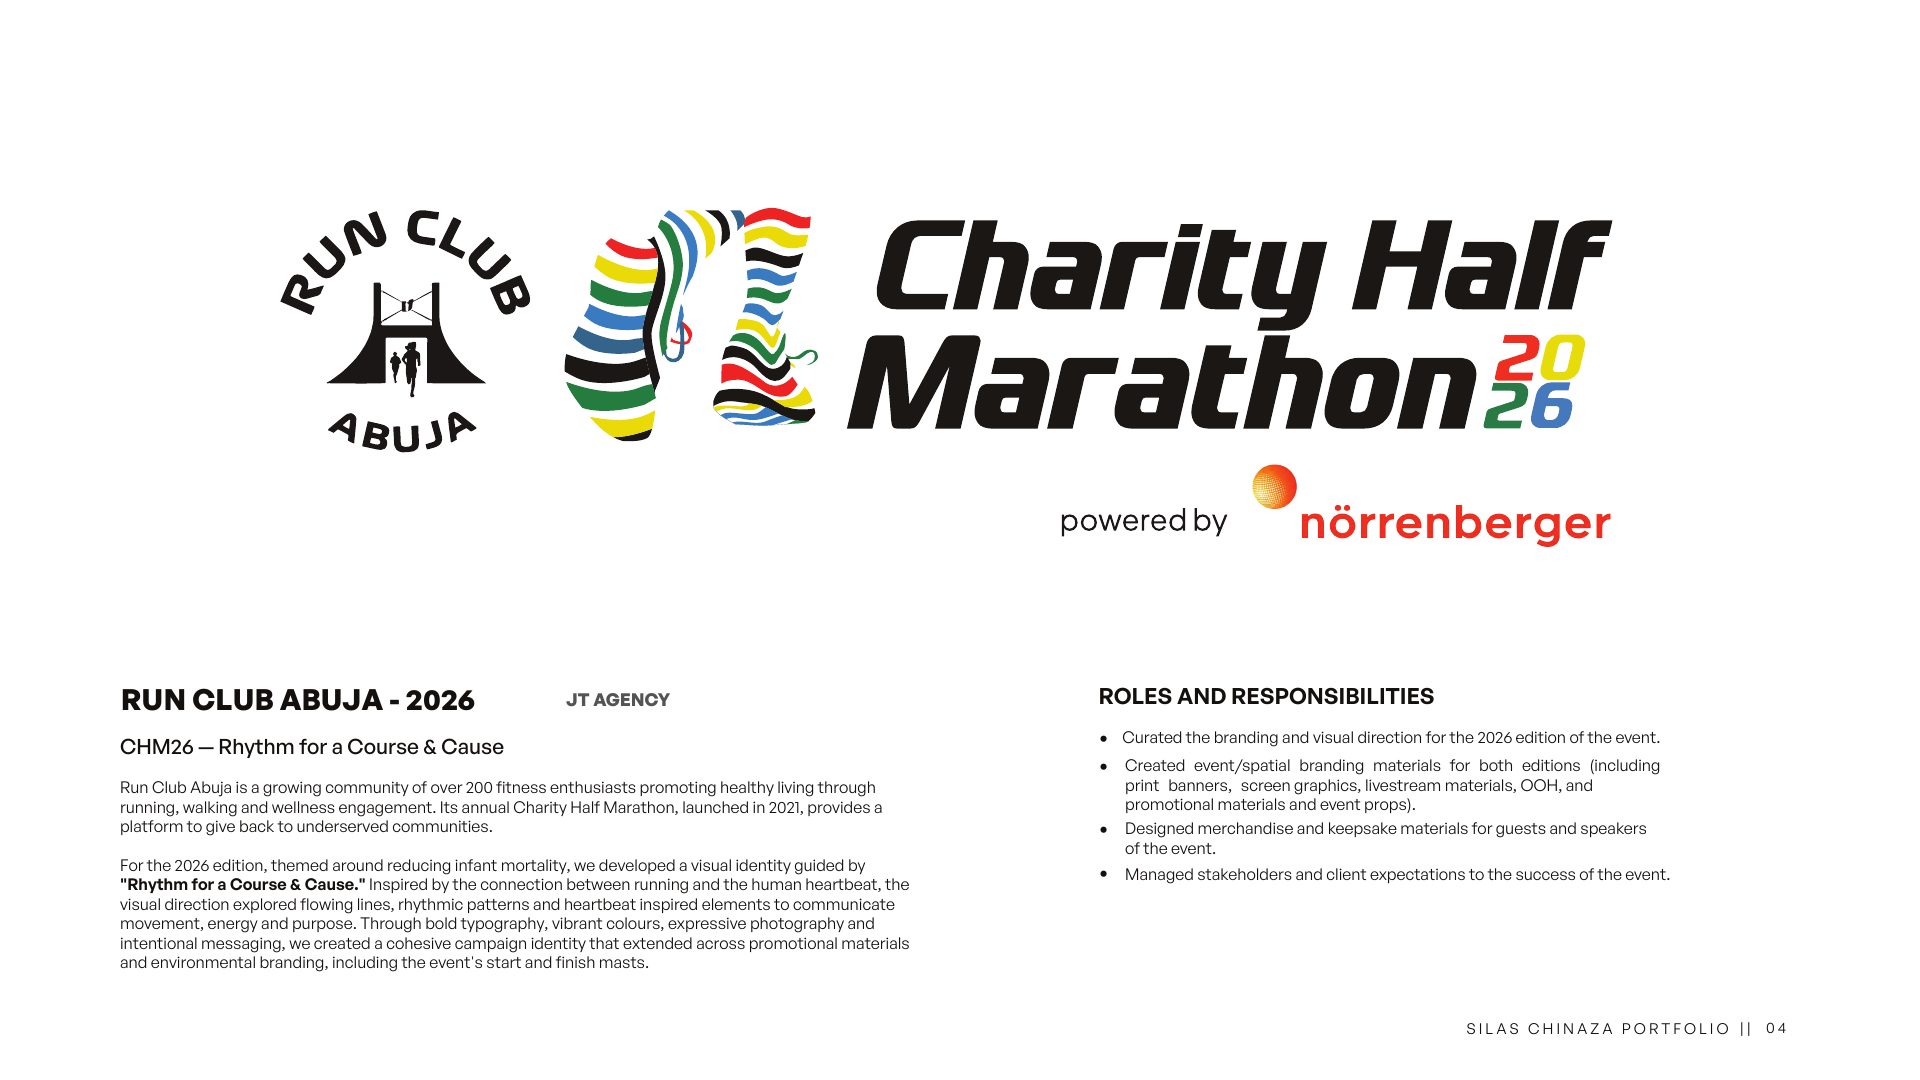 RUN CLUB
ABUJA
Charity Half
Marathon 2026
powered by nörrenberger
RUN CLUB ABUJA - 2026
JT AGENCY
CHM26 — Rhythm for a Course & Cause
Run Club Abuja is a growing community of over 200 fitness enthusiasts promoting healthy living through
running, walking and wellness engagement. Its annual Charity Half Marathon, launched in 2021, provides a
platform to give back to underserved communities.
For the 2026 edition, themed around reducing infant mortality, we developed a visual identity guided by
"Rhythm for a Course & Cause." Inspired by the connection between running and the human heartbeat, the
visual direction explored flowing lines, rhythmic patterns and heartbeat inspired elements to communicate
movement, energy and purpose. Through bold typography, vibrant colours, expressive photography and
intentional messaging, we created a cohesive campaign identity that extended across promotional materials
and environmental branding, including the event's start and finish masts.
ROLES AND RESPONSIBILITIES
• Curated the branding and visual direction for the 2026 edition of the event.
• Created event/spatial branding materials for both editions (including
print banners, screen graphics, livestream materials, OOH, and
promotional materials and event props).
• Designed merchandise and keepsake materials for guests and speakers
of the event.
• Managed stakeholders and client expectations to the success of the event.
SILAS CHINAZA PORTFOLIO || 04